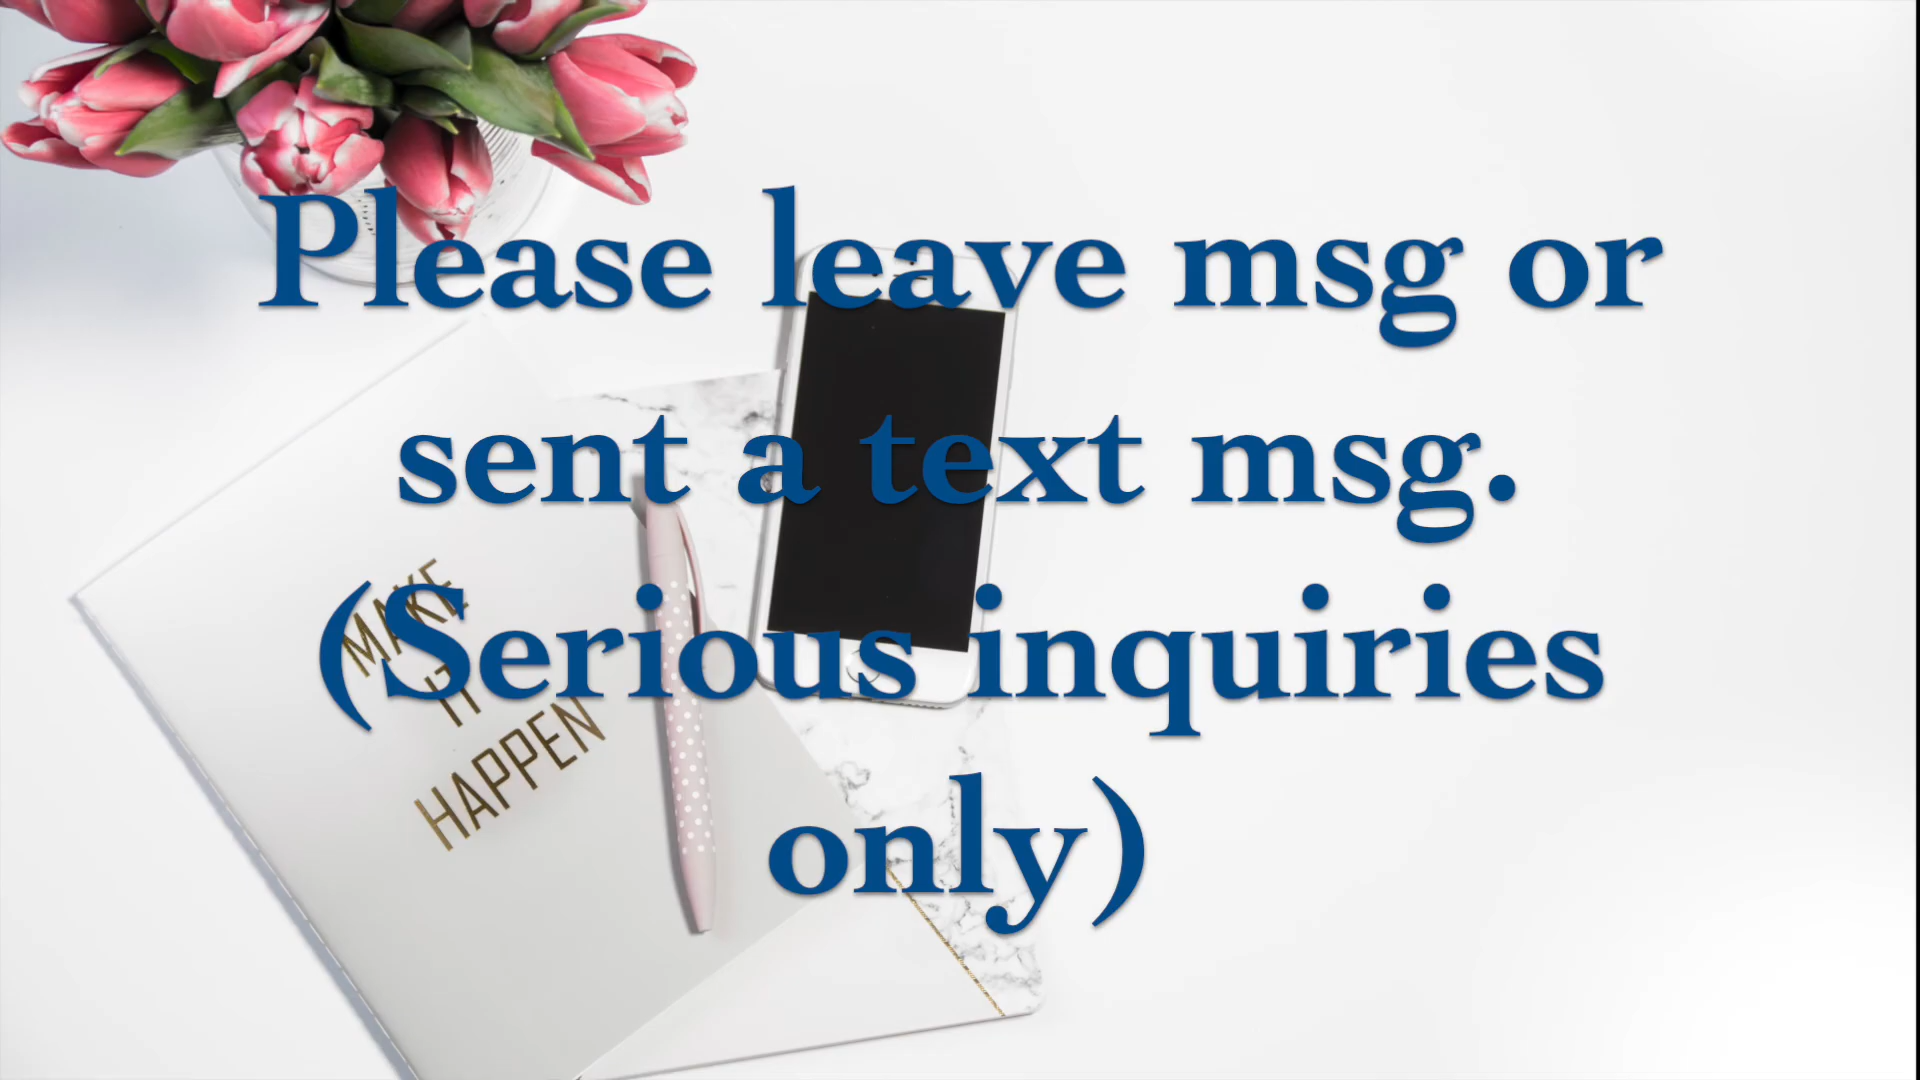 Please leave msg or
sent a text msg.
(Serious inquiries
only)
MAKE
IT
HAPPEN